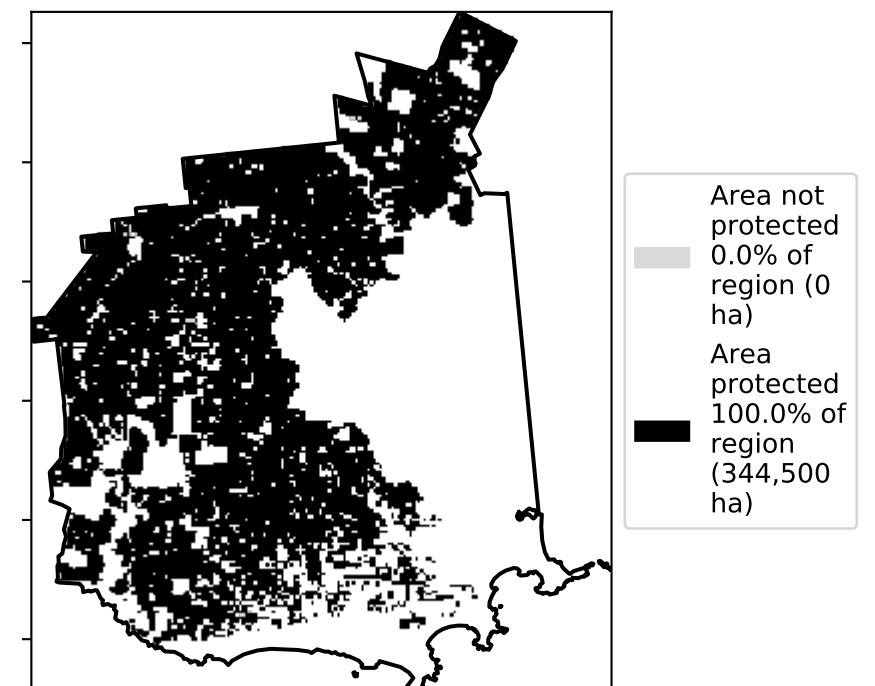 Area not
protected
0.0% of
region (0
ha)
Area
protected
100.0% of
region
(344,500
ha)